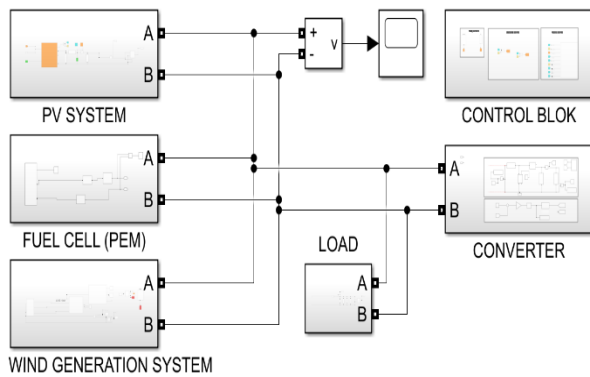 A
B
PV SYSTEM
+
-
v
CONTROL BLOK
A
B
FUEL CELL (PEM)
A
B
CONVERTER
LOAD
A
B
A
B
WIND GENERATION SYSTEM